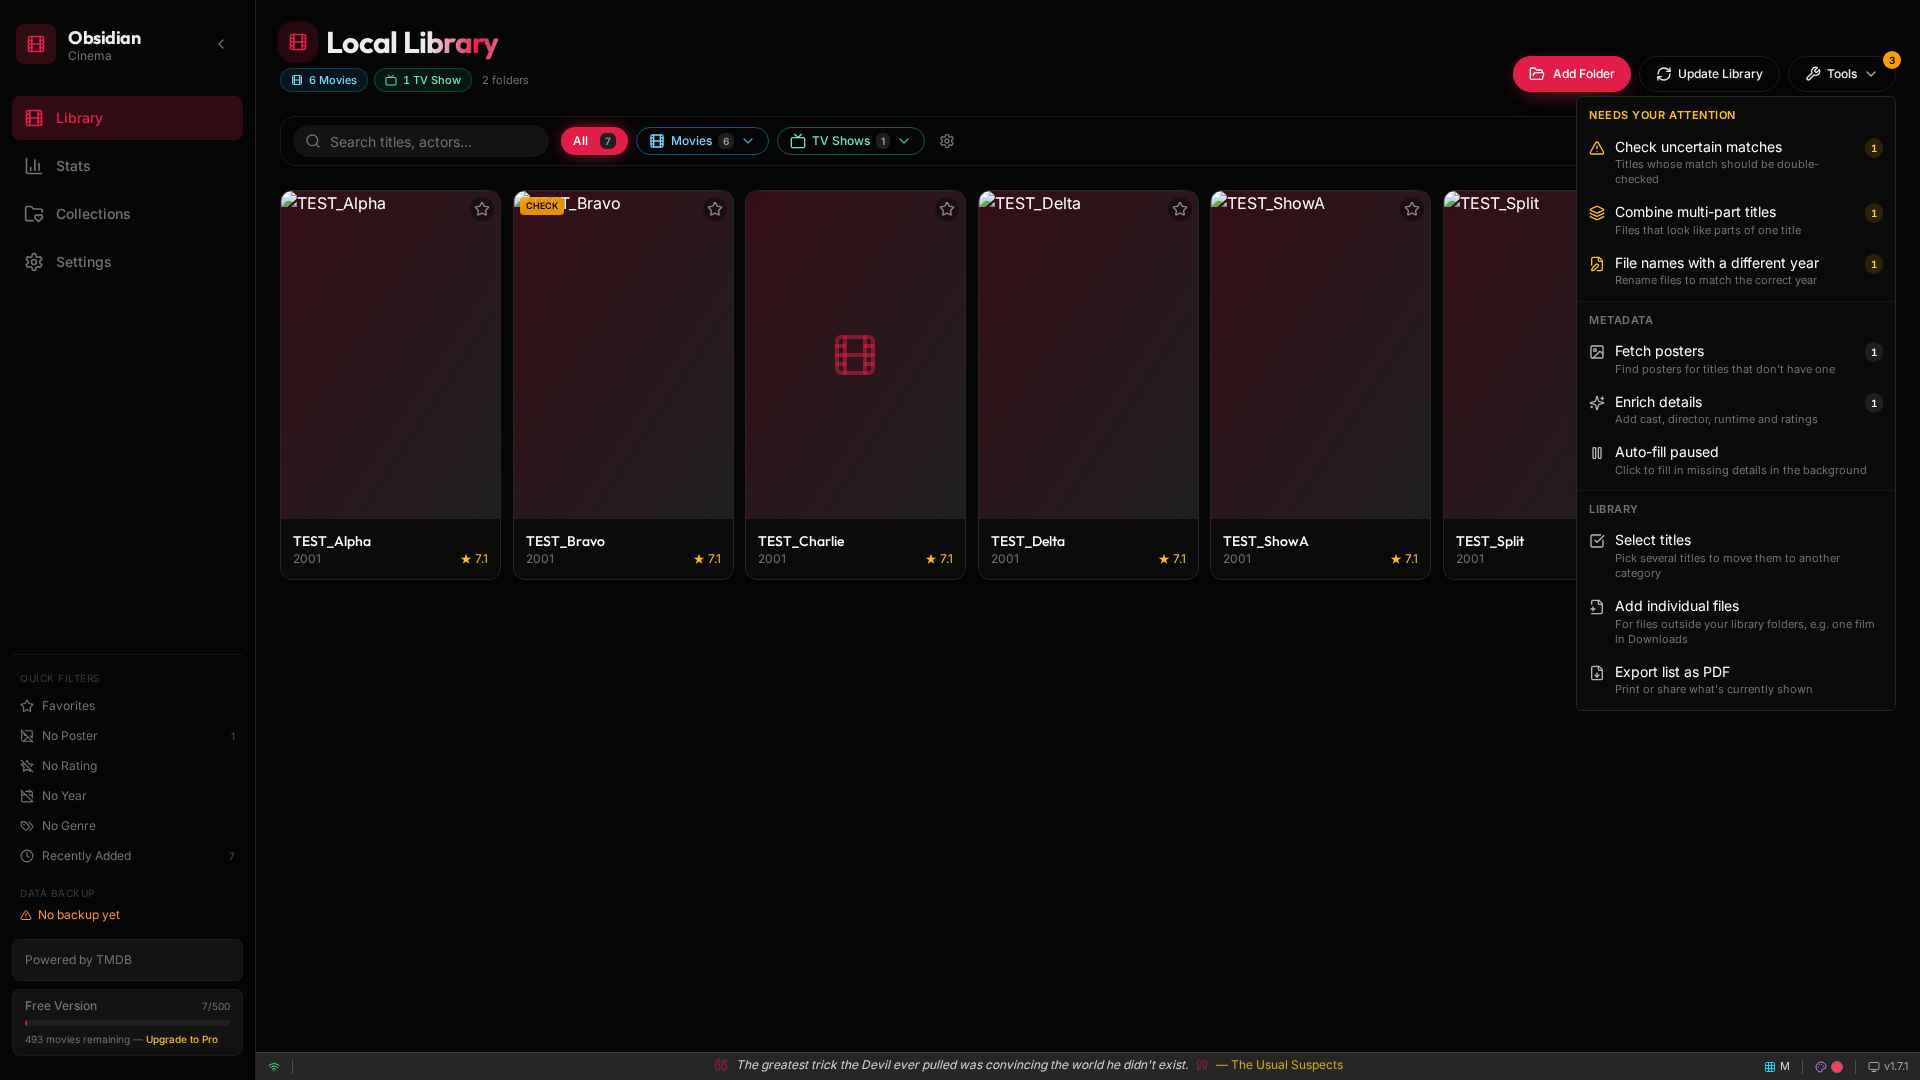 Obsidian
Cinema
Library
Stats
Collections
Settings
QUICK FILTERS
Favorites
No Poster 1
No Rating
No Year
No Genre
Recently Added 7
DATA BACKUP
No backup yet
Powered by TMDB
Free Version 7/500
493 movies remaining — Upgrade to Pro
Local Library
6 Movies 1 TV Show 2 folders
Add Folder Update Library Tools 3
Search titles, actors... All 7 Movies 6 TV Shows 1
TEST_Alpha
TEST_Alpha
2001 ★ 7.1
CHECK T_Bravo
TEST_Bravo
2001 ★ 7.1
TEST_Charlie
2001 ★ 7.1
TEST_Delta
TEST_Delta
2001 ★ 7.1
TEST_ShowA
TEST_ShowA
2001 ★ 7.1
TEST_Split
TEST_Split
2001
NEEDS YOUR ATTENTION
Check uncertain matches 1
Titles whose match should be double-
checked
Combine multi-part titles 1
Files that look like parts of one title
File names with a different year 1
Rename files to match the correct year
METADATA
Fetch posters 1
Find posters for titles that don't have one
Enrich details 1
Add cast, director, runtime and ratings
Auto-fill paused
Click to fill in missing details in the background
LIBRARY
Select titles
Pick several titles to move them to another
category
Add individual files
For files outside your library folders, e.g. one film
in Downloads
Export list as PDF
Print or share what's currently shown
The greatest trick the Devil ever pulled was convincing the world he didn't exist. — The Usual Suspects
M v1.7.1